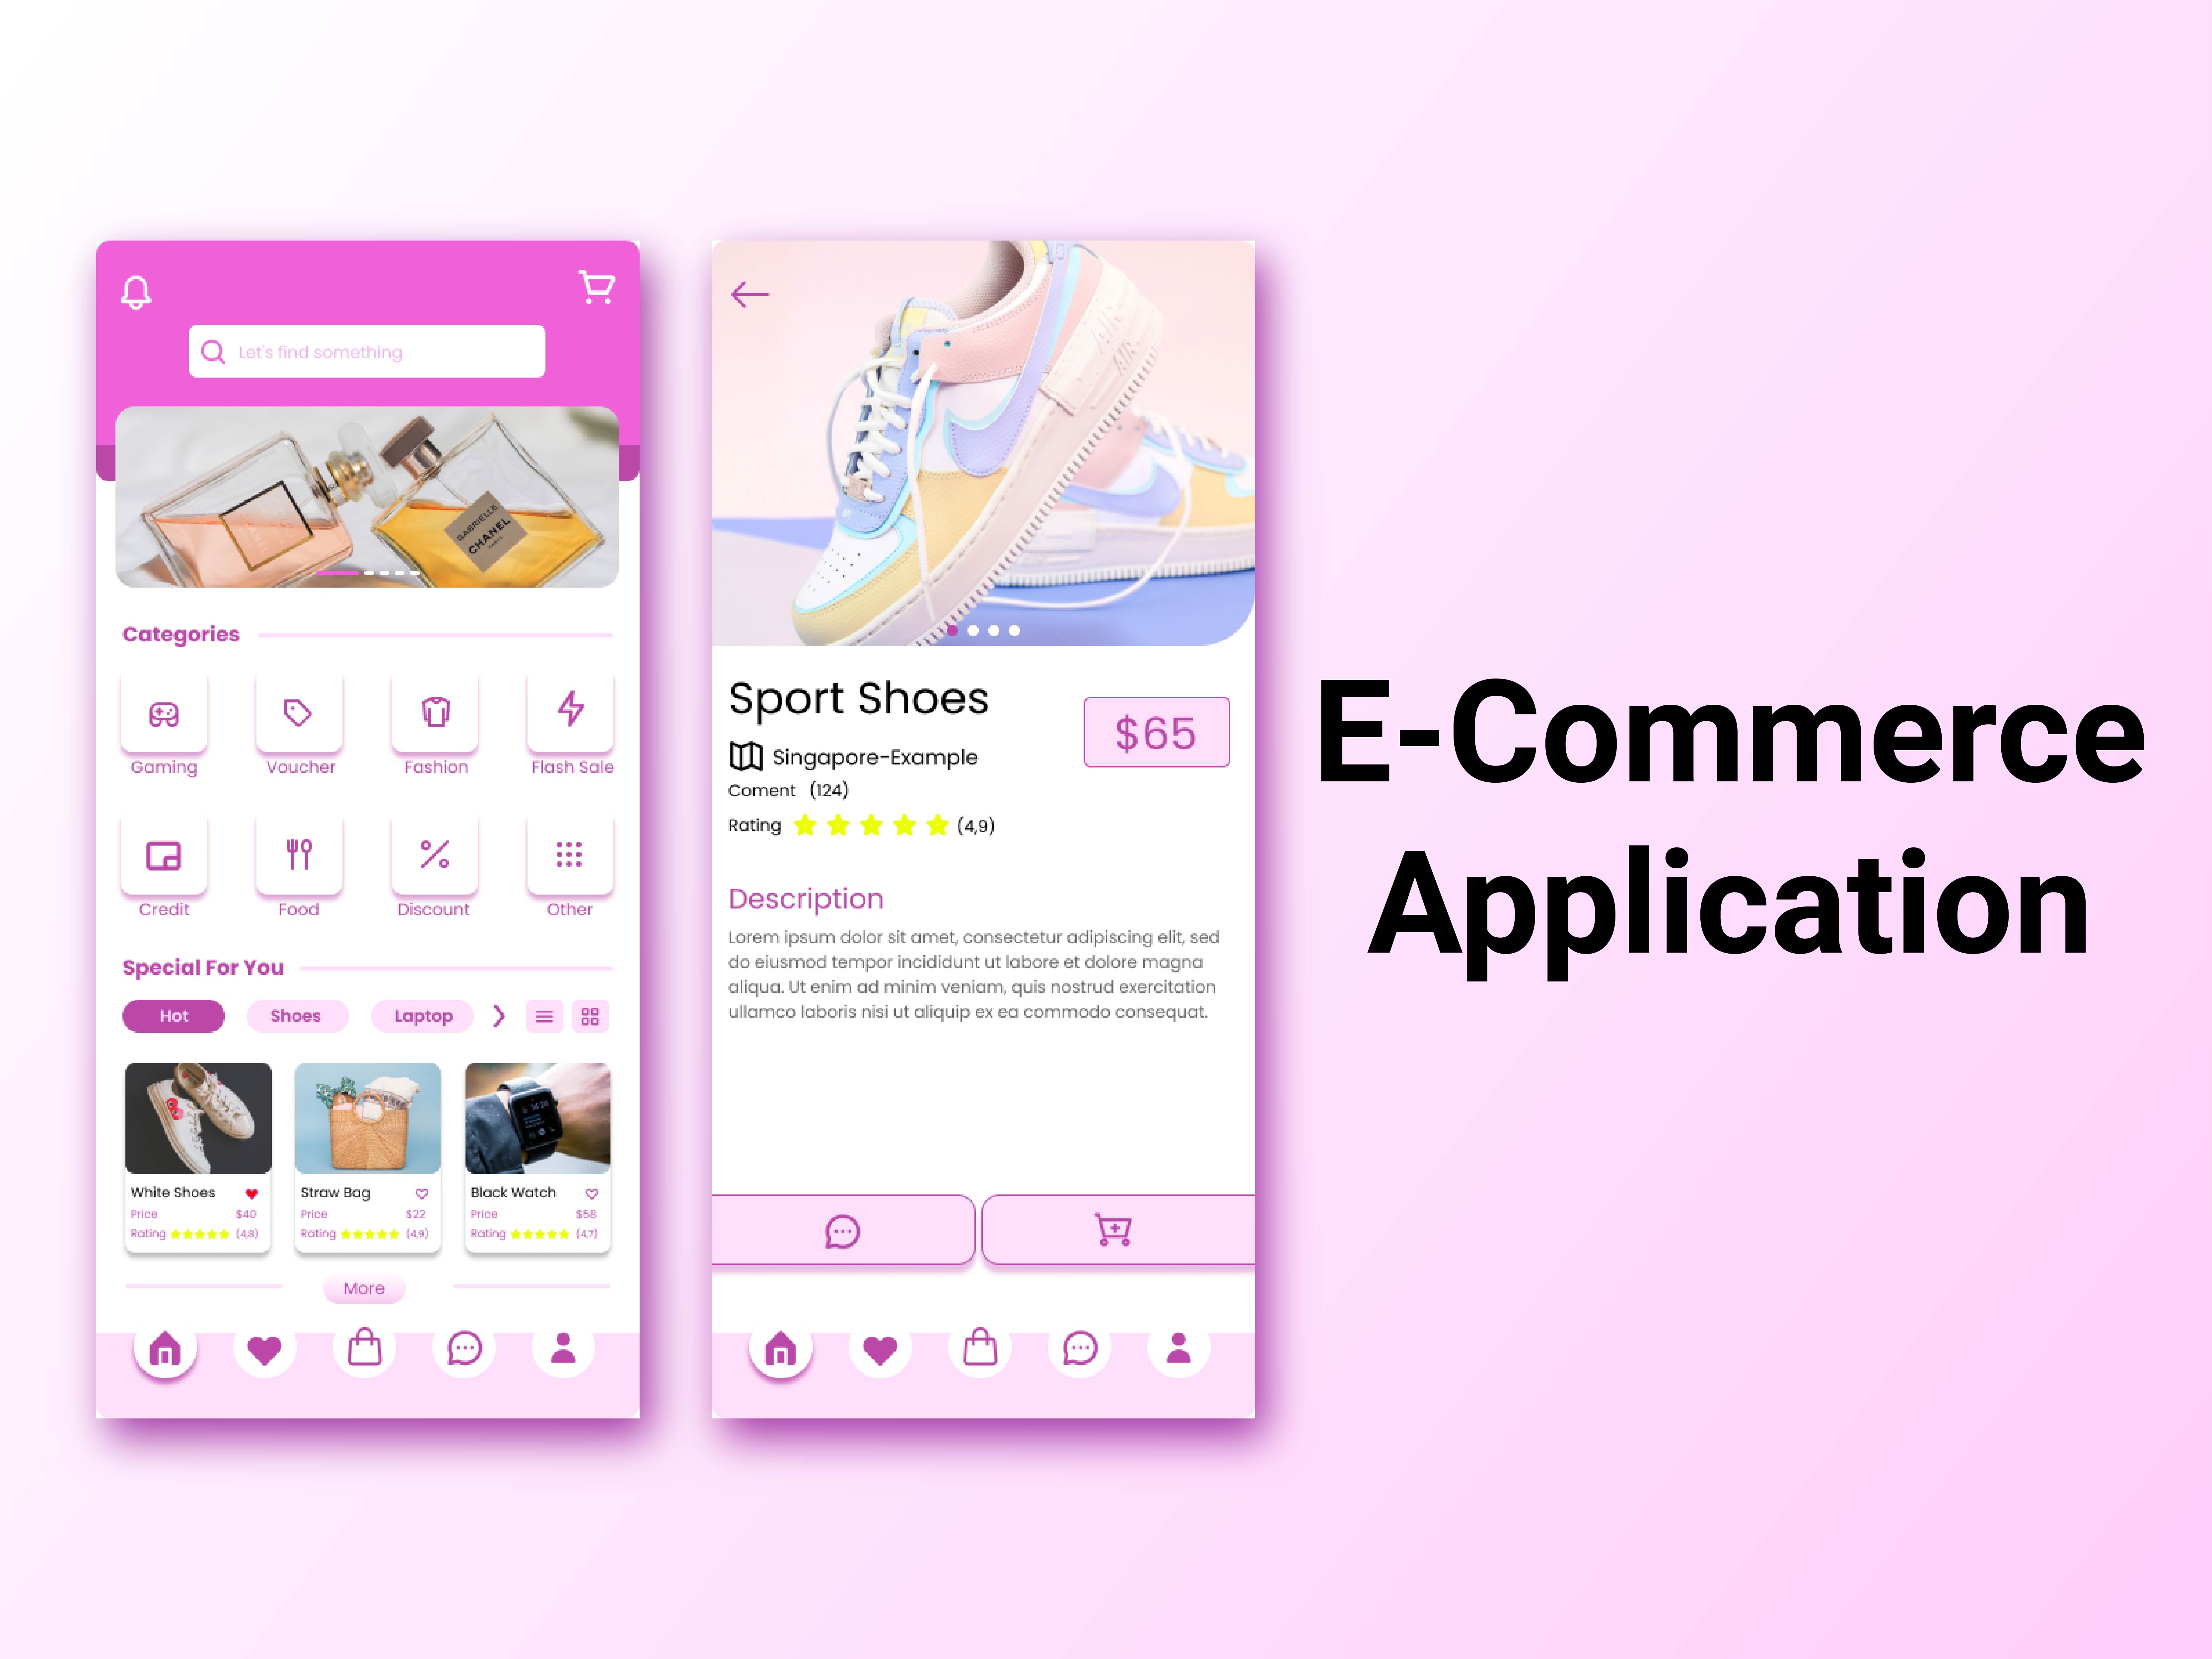 Let's find something
GABRIELLE
CHANEL
PARIS
Categories
Gaming
Voucher
Fashion
Flash Sale
Credit
Food
Discount
Other
Special For You
Hot
Shoes
Laptop
White Shoes
Price $40
Rating (4,8)
Straw Bag
Price $22
Rating (4,9)
Black Watch
Price $58
Rating (4,7)
More
AIR
AIR
Sport Shoes
$65
Singapore-Example
Coment (124)
Rating (4,9)
Description
Lorem ipsum dolor sit amet, consectetur adipiscing elit, sed
do eiusmod tempor incididunt ut labore et dolore magna
aliqua. Ut enim ad minim veniam, quis nostrud exercitation
ullamco laboris nisi ut aliquip ex ea commodo consequat.
E-Commerce
Application